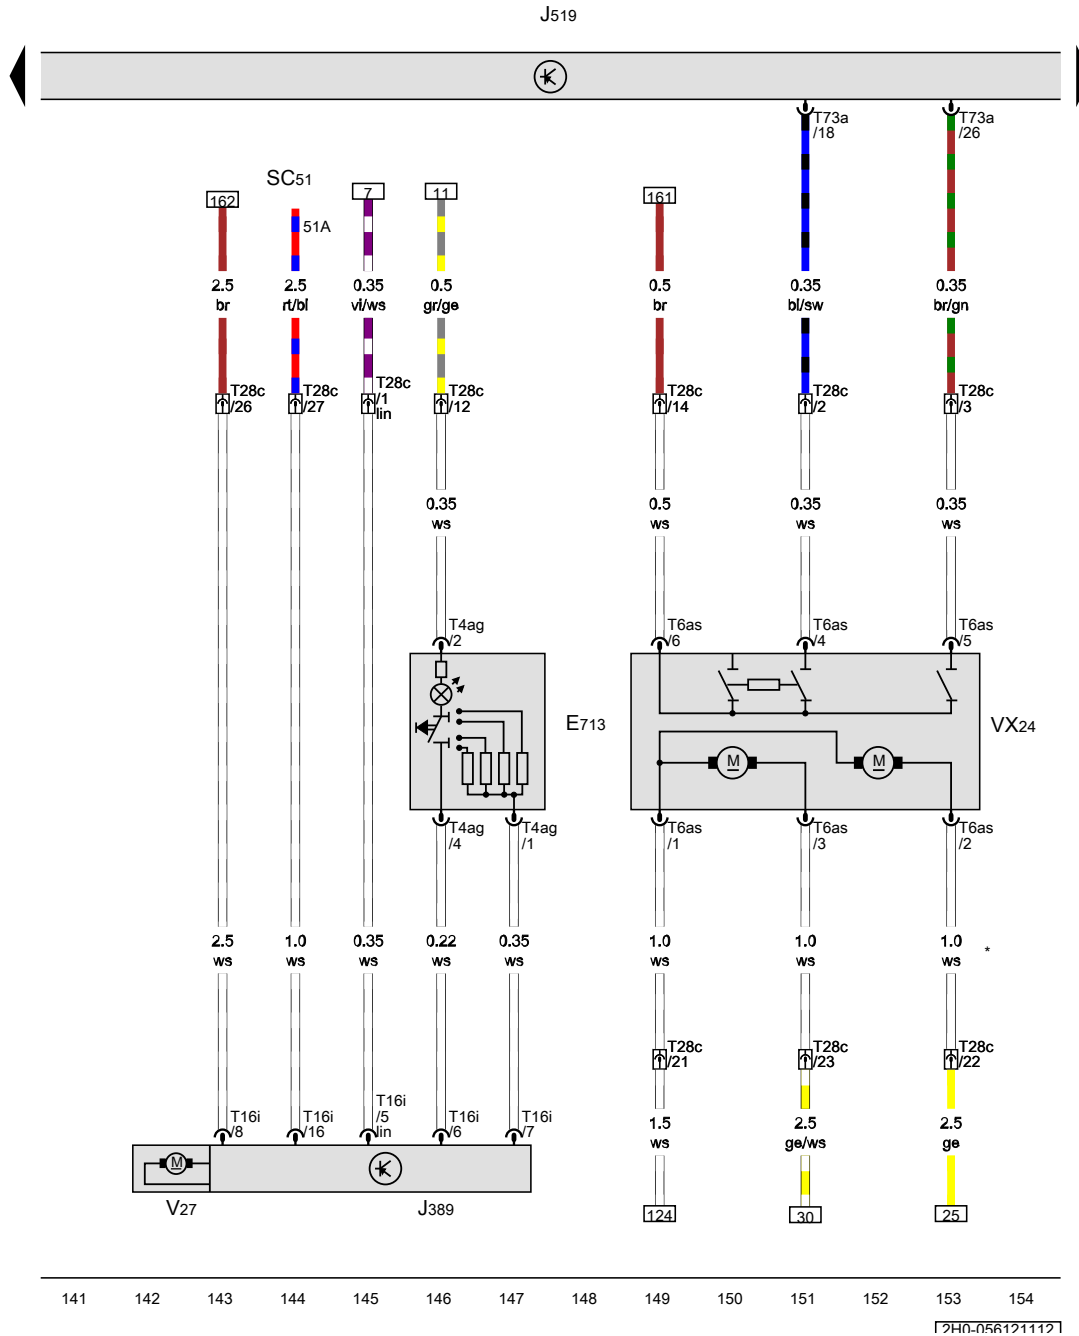 J519
T73a
/18
T73a
/26
SC51
162
51A
7
11
161
2.5
br
2.5
rt/bl
0.35
vi/ws
0.5
gr/ge
0.5
br
0.35
bl/sw
0.35
br/gn
T28c
/26
T28c
/27
T28c
/1
lin
T28c
/12
T28c
/14
T28c
/2
T28c
/3
0.35
ws
0.5
ws
0.35
ws
0.35
ws
T4ag
/2
T6as
/6
T6as
/4
T6as
/5
E713
VX24
M
M
T4ag
/4
T4ag
/1
T6as
/1
T6as
/3
T6as
/2
2.5
ws
1.0
ws
0.35
ws
0.22
ws
0.35
ws
1.0
ws
1.0
ws
1.0
ws
*
T28c
/21
T28c
/23
T28c
/22
T16i
/8
T16i
/16
T16i
/5
lin
T16i
/6
T16i
/7
1.5
ws
2.5
ge/ws
2.5
ge
M
V27
J389
124
30
25
141 142 143 144 145 146 147 148 149 150 151 152 153 154
2H0-056121112